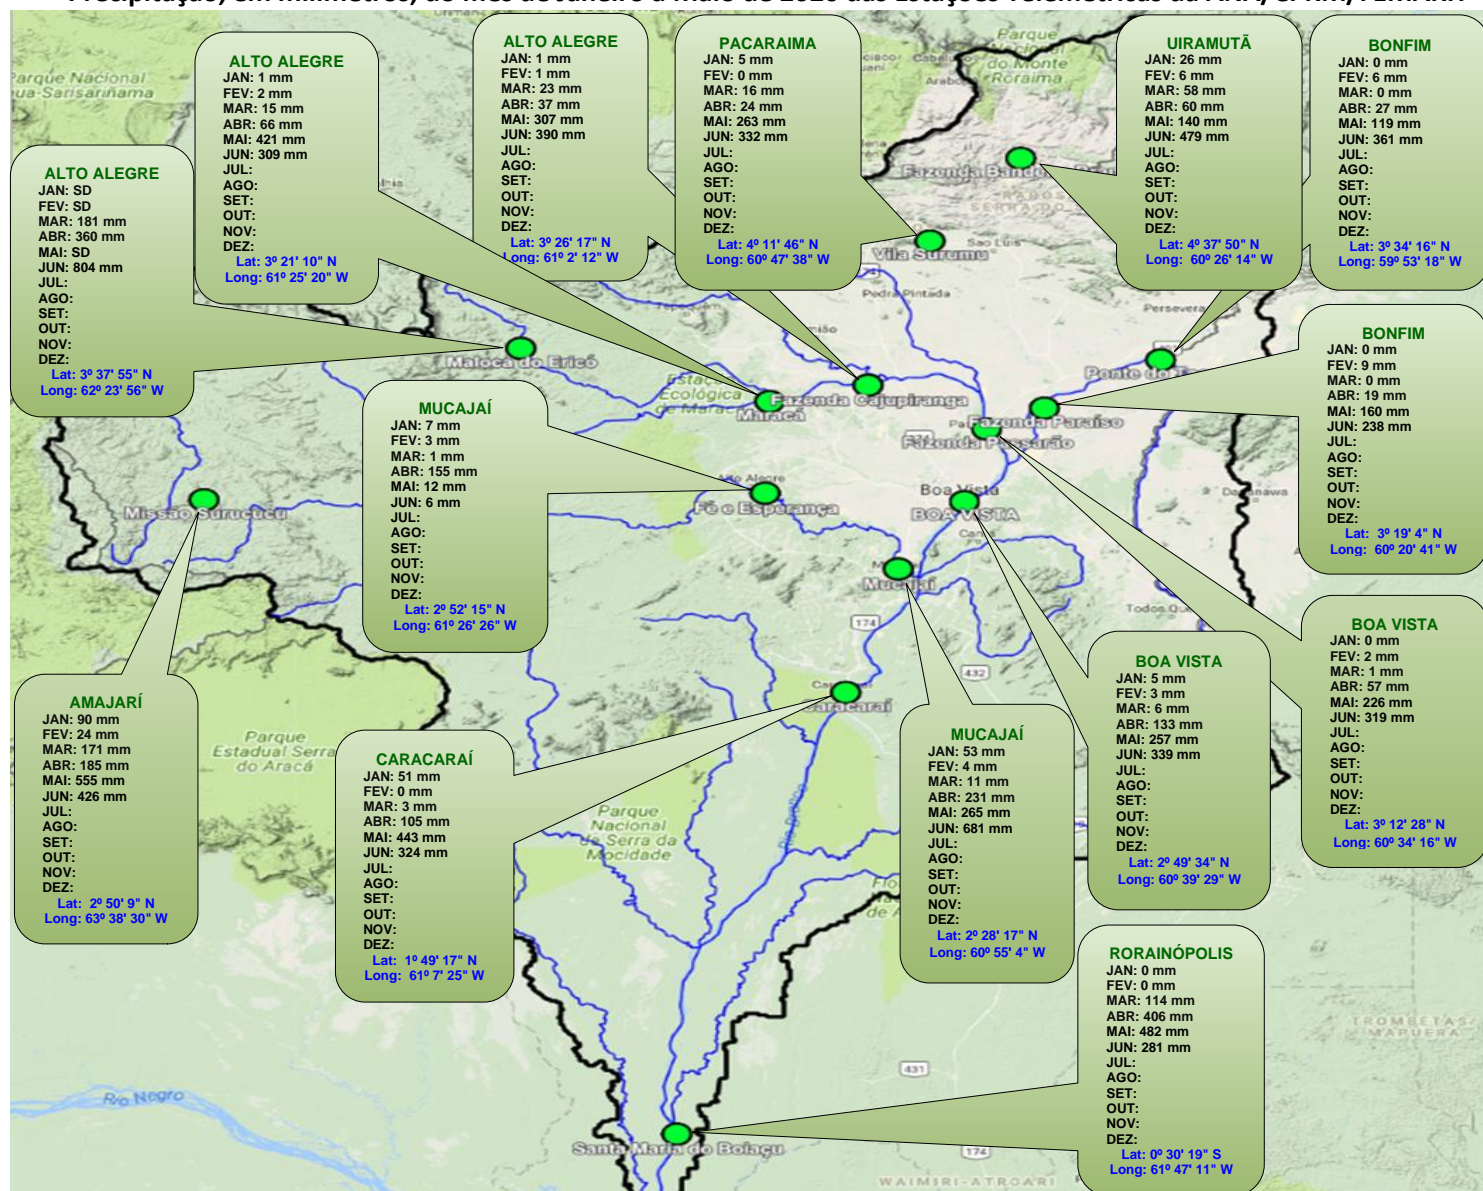 ALTO ALEGRE
JAN: SD
FEV: SD
MAR: 181 mm
ABR: 360 mm
MAI: SD
JUN: 804 mm
JUL:
AGO:
SET:
OUT:
NOV:
DEZ:
Lat: 3º 37' 55" N
Long: 62º 23' 56" W
ALTO ALEGRE
JAN: 1 mm
FEV: 2 mm
MAR: 15 mm
ABR: 66 mm
MAI: 421 mm
JUN: 309 mm
JUL:
AGO:
SET:
OUT:
NOV:
DEZ:
Lat: 3º 21' 10" N
Long: 61º 25' 20" W
ALTO ALEGRE
JAN: 1 mm
FEV: 1 mm
MAR: 23 mm
ABR: 37 mm
MAI: 307 mm
JUN: 390 mm
JUL:
AGO:
SET:
OUT:
NOV:
DEZ:
Lat: 3º 26' 17" N
Long: 61º 2' 12" W
PACARAIMA
JAN: 5 mm
FEV: 0 mm
MAR: 16 mm
ABR: 24 mm
MAI: 263 mm
JUN: 332 mm
JUL:
AGO:
SET:
OUT:
NOV:
DEZ:
Lat: 4º 11' 46" N
Long: 60º 47' 38" W
UIRAMUTÃ
JAN: 26 mm
FEV: 6 mm
MAR: 58 mm
ABR: 60 mm
MAI: 140 mm
JUN: 479 mm
JUL:
AGO:
SET:
OUT:
NOV:
DEZ:
Lat: 4º 37' 50" N
Long: 60º 26' 14" W
BONFIM
JAN: 0 mm
FEV: 6 mm
MAR: 0 mm
ABR: 27 mm
MAI: 119 mm
JUN: 361 mm
JUL:
AGO:
SET:
OUT:
NOV:
DEZ:
Lat: 3º 34' 16" N
Long: 59º 53' 18" W
BONFIM
JAN: 0 mm
FEV: 9 mm
MAR: 0 mm
ABR: 19 mm
MAI: 160 mm
JUN: 238 mm
JUL:
AGO:
SET:
OUT:
NOV:
DEZ:
Lat: 3º 19' 4" N
Long: 60º 20' 41" W
MUCAJAÍ
JAN: 7 mm
FEV: 3 mm
MAR: 1 mm
ABR: 155 mm
MAI: 12 mm
JUN: 6 mm
JUL:
AGO:
SET:
OUT:
NOV:
DEZ:
Lat: 2º 52' 15" N
Long: 61º 26' 26" W
AMAJARÍ
JAN: 90 mm
FEV: 24 mm
MAR: 171 mm
ABR: 185 mm
MAI: 555 mm
JUN: 426 mm
JUL:
AGO:
SET:
OUT:
NOV:
DEZ:
Lat: 2º 50' 9" N
Long: 63º 38' 30" W
CARACARAÍ
JAN: 51 mm
FEV: 0 mm
MAR: 3 mm
ABR: 105 mm
MAI: 443 mm
JUN: 324 mm
JUL:
AGO:
SET:
OUT:
NOV:
DEZ:
Lat: 1º 49' 17" N
Long: 61º 7' 25" W
MUCAJAÍ
JAN: 53 mm
FEV: 4 mm
MAR: 11 mm
ABR: 231 mm
MAI: 265 mm
JUN: 681 mm
JUL:
AGO:
SET:
OUT:
NOV:
DEZ:
Lat: 2º 28' 17" N
Long: 60º 55' 4" W
BOA VISTA
JAN: 5 mm
FEV: 3 mm
MAR: 6 mm
ABR: 133 mm
MAI: 257 mm
JUN: 339 mm
JUL:
AGO:
SET:
OUT:
NOV:
DEZ:
Lat: 2º 49' 34" N
Long: 60º 39' 29" W
BOA VISTA
JAN: 0 mm
FEV: 2 mm
MAR: 1 mm
ABR: 57 mm
MAI: 226 mm
JUN: 319 mm
JUL:
AGO:
SET:
OUT:
NOV:
DEZ:
Lat: 3º 12' 28" N
Long: 60º 34' 16" W
RORAINÓPOLIS
JAN: 0 mm
FEV: 0 mm
MAR: 114 mm
ABR: 406 mm
MAI: 482 mm
JUN: 281 mm
JUL:
AGO:
SET:
OUT:
NOV:
DEZ:
Lat: 0º 30' 19" S
Long: 61º 47' 11" W
Parque Nacional
do Monte
Roraima
Vila Surumu
São Luís
Pedra Pintada
Maloca do Ericó
Estação
Ecológica
de Maracá
Maracá
Fazenda Cajupiranga
Fazenda Paraíso
Fazenda Passarão
Missão Surucucu
Alto Alegre
Fé e Esperança
Boa Vista
BOA VISTA
Mucajaí
174
432
Caracaraí
Parque
Estadual Serra
do Aracá
Parque
Nacional
da Serra da
Mocidade
Rio Branco
Rio Negro
431
174
Santa Maria do Boiaçu
WAIMIRI-ATROARI
TROMBETAS/
MAPUERA